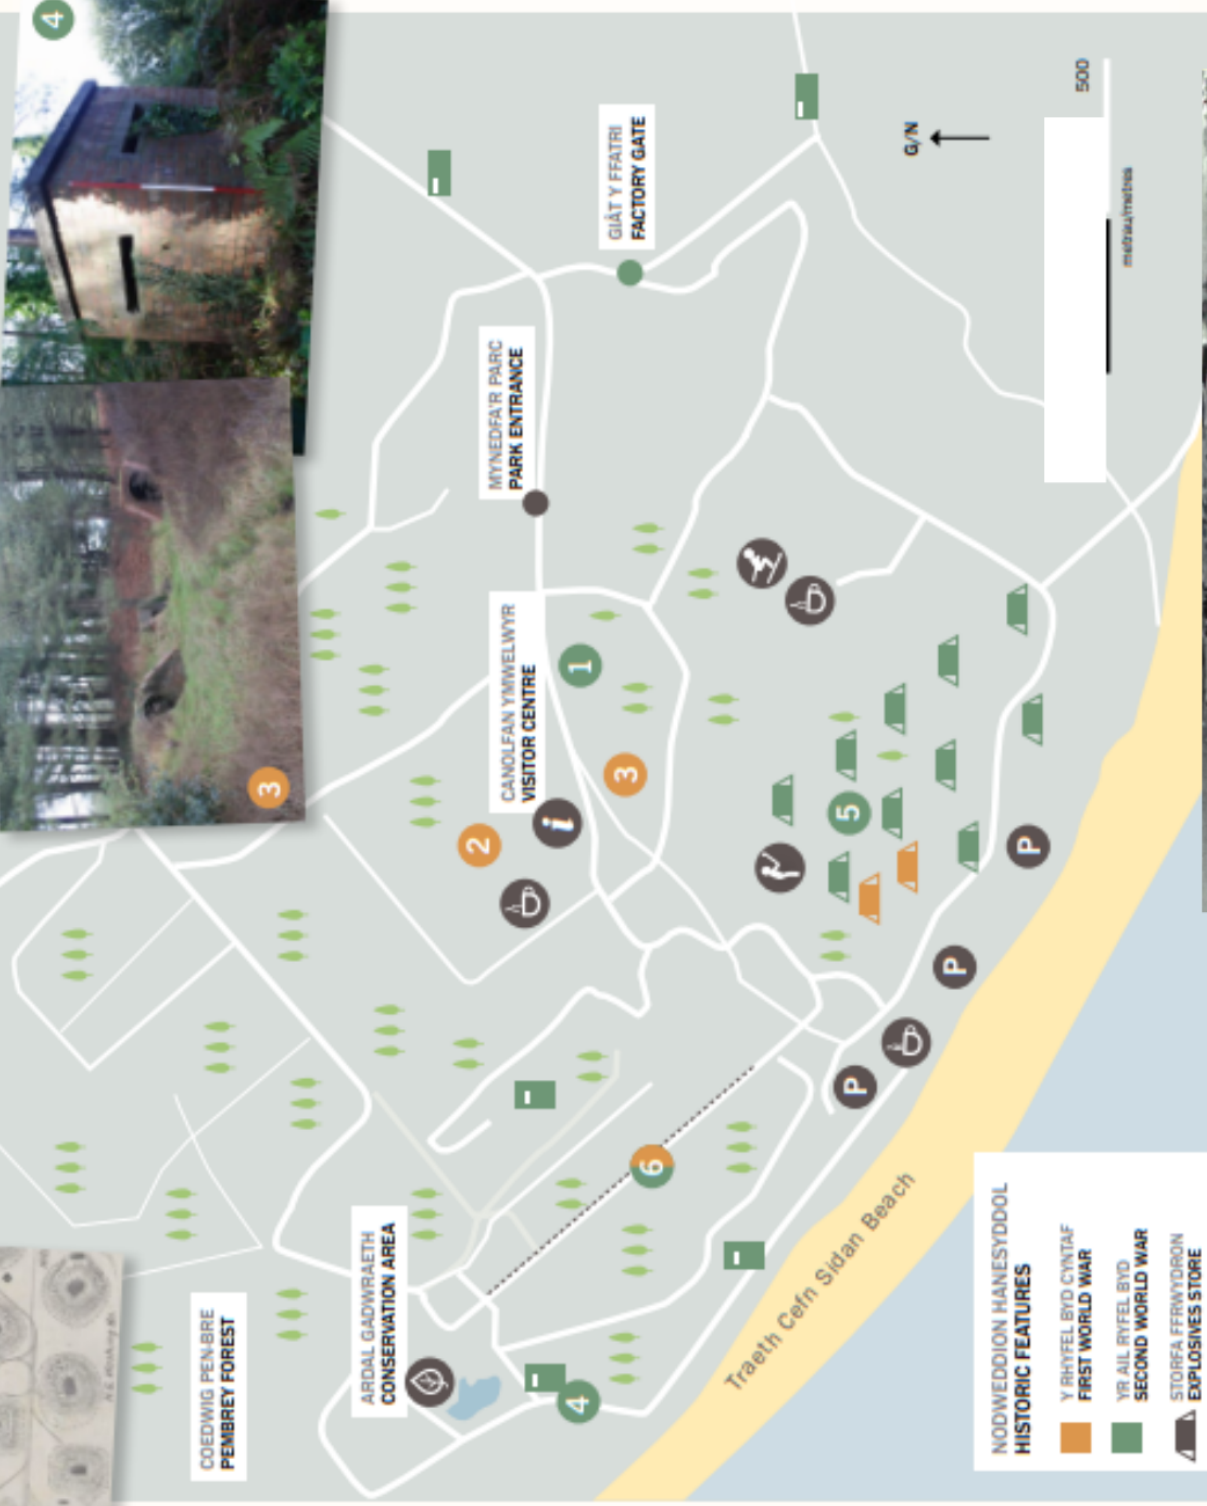 4
3
GIÂT Y FFATRI
FACTORY GATE
MYNEDFA'R PARC
PARK ENTRANCE
CANOLFAN YMWELWYR
VISITOR CENTRE
1
2
i
3
5
P
P
P
6
4
COEDWIG PEN-BRE
PEMBREY FOREST
ARDAL GADWRAETH
CONSERVATION AREA
Traeth Cefn Sidan Beach
G/N
500
metrau/metres
NODWEDDION HANESYDDOL
HISTORIC FEATURES
Y RHYFEL BYD CYNTAF
FIRST WORLD WAR
YR AIL RYFEL BYD
SECOND WORLD WAR
STORFA FFRWYDRON
EXPLOSIVES STORE